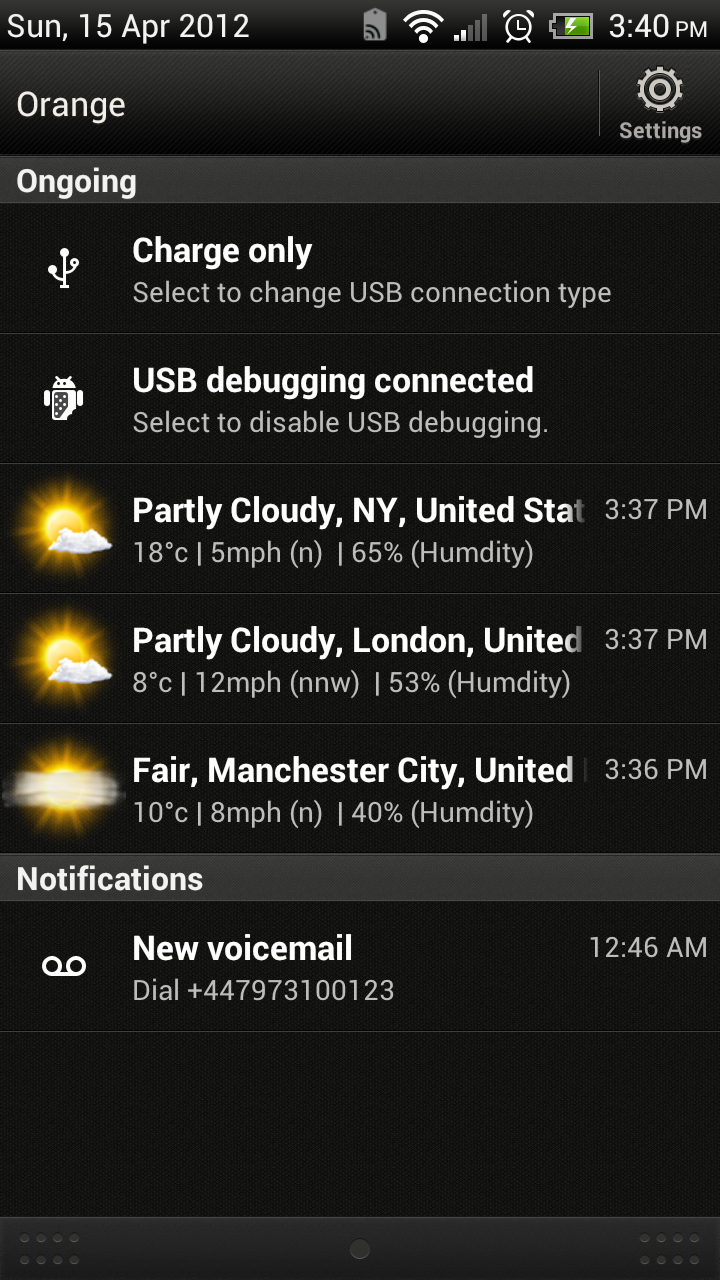 Sun, 15 Apr 2012 3:40 PM
Orange
Settings
Ongoing
Charge only
Select to change USB connection type
USB debugging connected
Select to disable USB debugging.
Partly Cloudy, NY, United Stat 3:37 PM
18°c | 5mph (n) | 65% (Humdity)
Partly Cloudy, London, United 3:37 PM
8°c | 12mph (nnw) | 53% (Humdity)
Fair, Manchester City, United 3:36 PM
10°c | 8mph (n) | 40% (Humdity)
Notifications
New voicemail 12:46 AM
Dial +447973100123